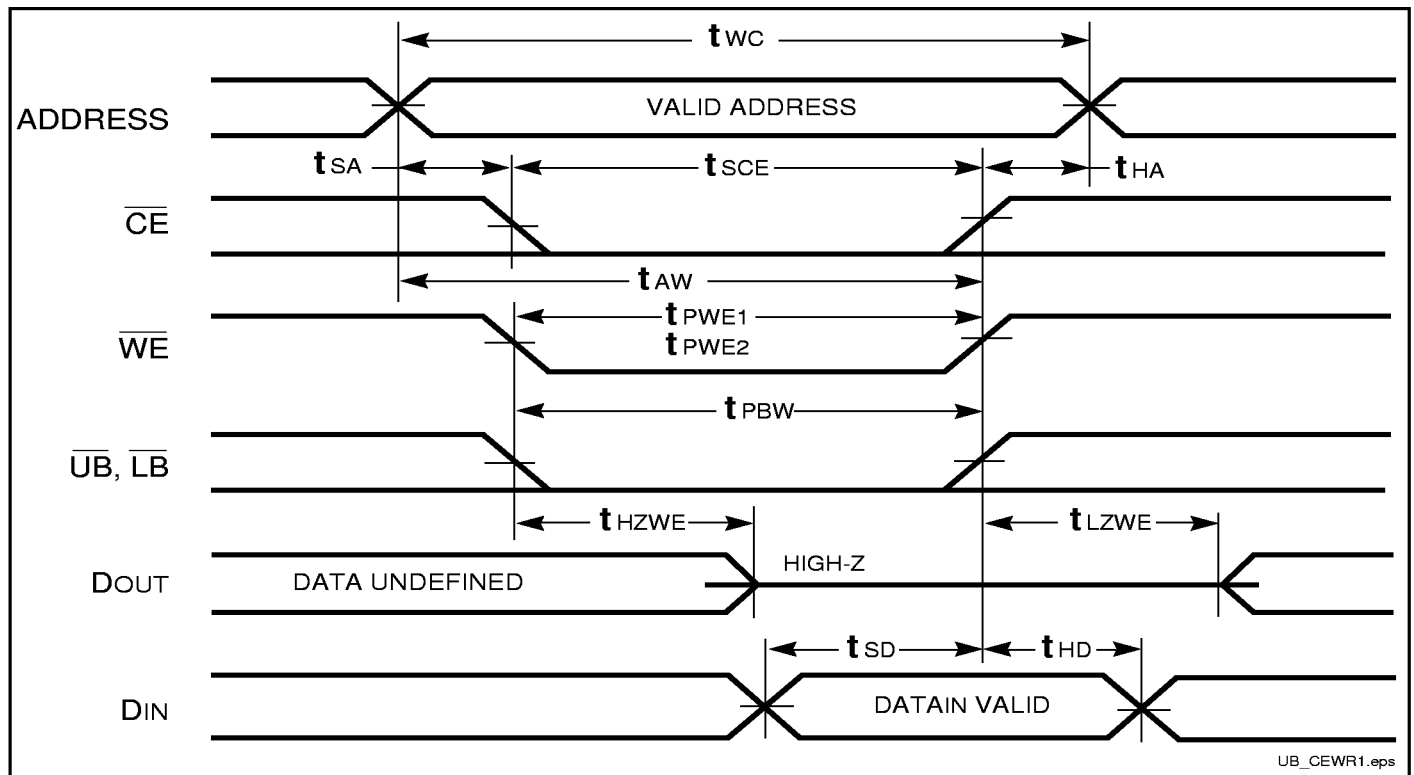 tWC
ADDRESS
VALID ADDRESS
tSA
tSCE
tHA
CE
tAW
WE
tPWE1
tPWE2
tPBW
UB, LB
tHZWE
tLZWE
DOUT
DATA UNDEFINED
HIGH-Z
tSD
tHD
DIN
DATAIN VALID
UB_CEWR1.eps